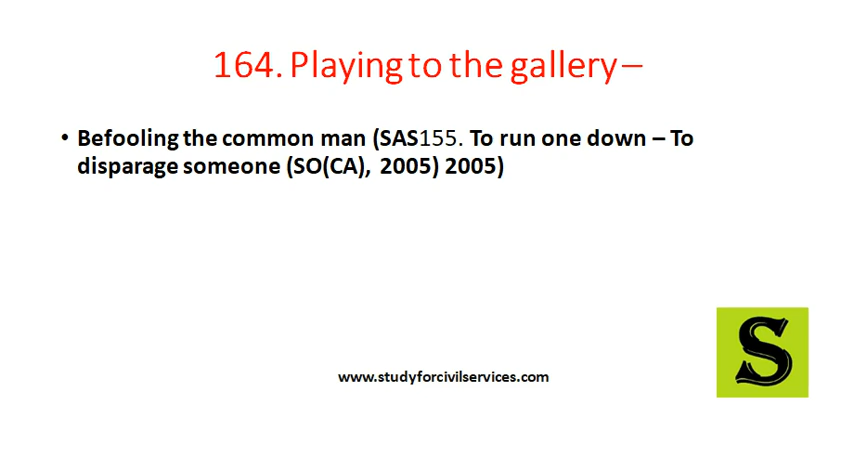 164. Playing to the gallery –
• Befooling the common man (SAS155. To run one down – To
disparage someone (SO(CA), 2005) 2005)
S
www.studyforcivilservices.com